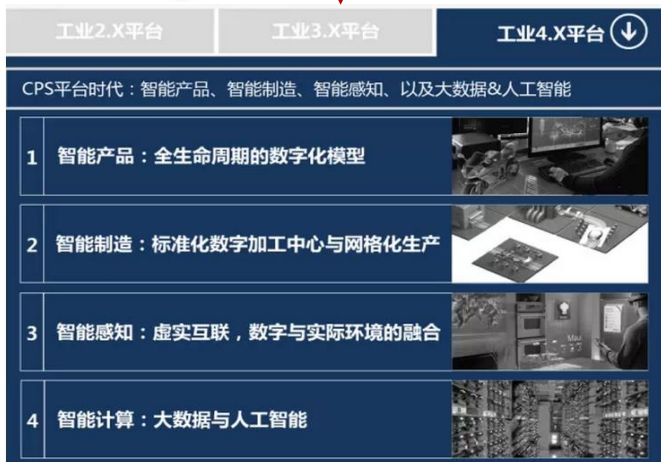 工业2.X平台
工业3.X平台
工业4.X平台
CPS平台时代：智能产品、智能制造、智能感知、以及大数据&人工智能
1 智能产品：全生命周期的数字化模型
2 智能制造：标准化数字加工中心与网格化生产
3 智能感知：虚实互联，数字与实际环境的融合
Max
4 智能计算：大数据与人工智能